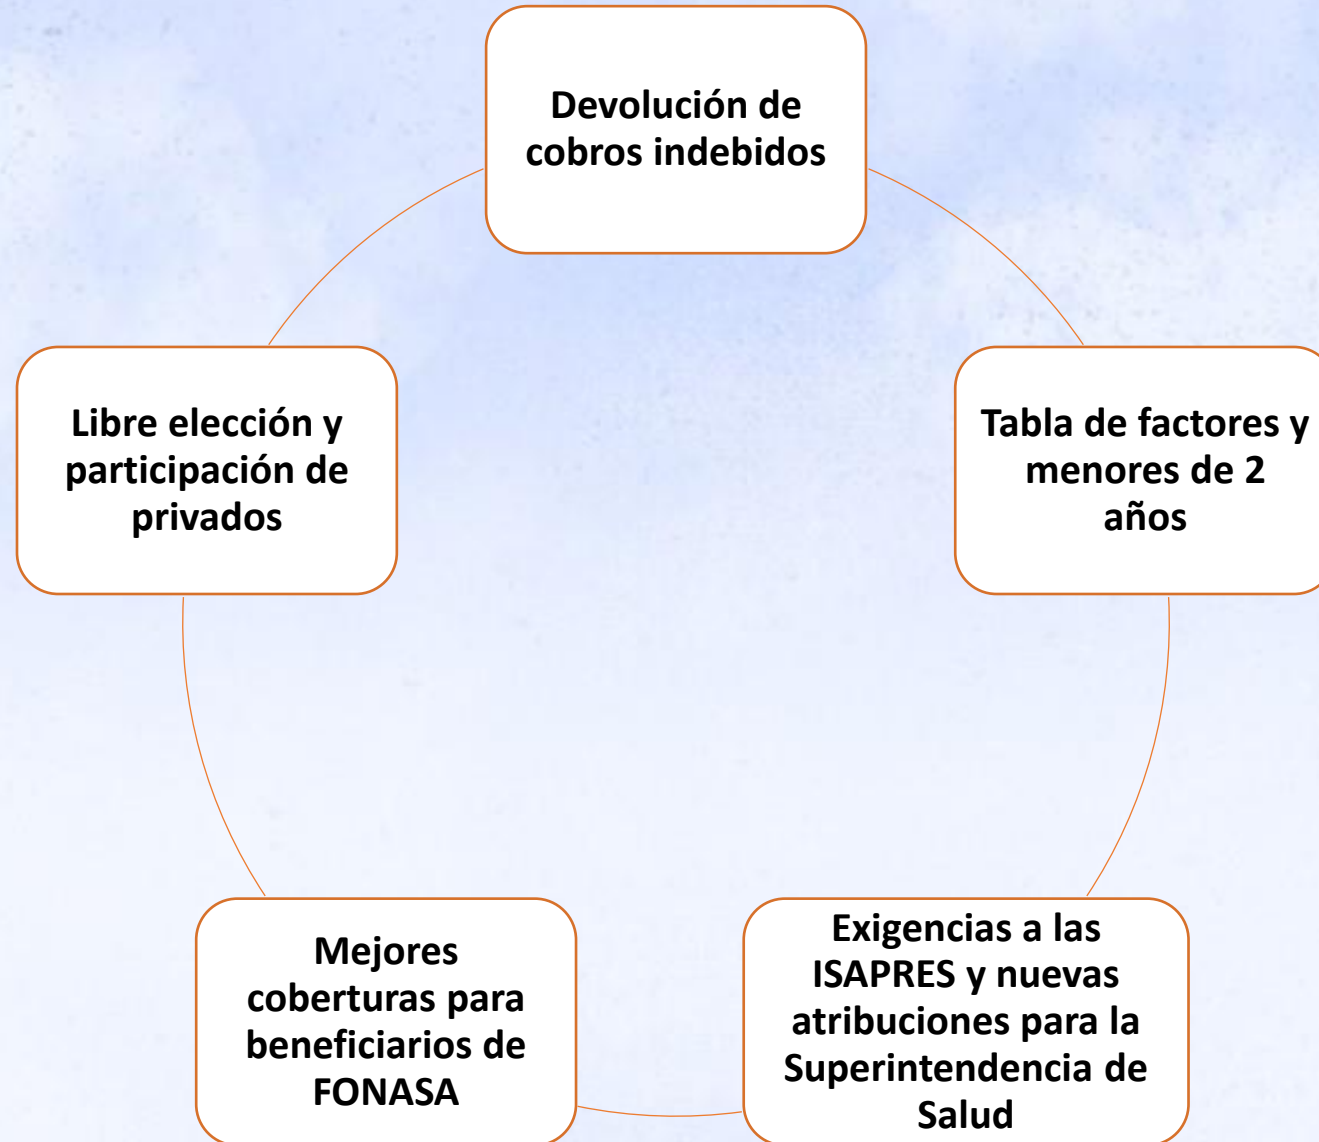 Devolución de
cobros indebidos
Tabla de factores y
menores de 2
años
Exigencias a las
ISAPRES y nuevas
atribuciones para la
Superintendencia de
Salud
Mejores
coberturas para
beneficiarios de
FONASA
Libre elección y
participación de
privados